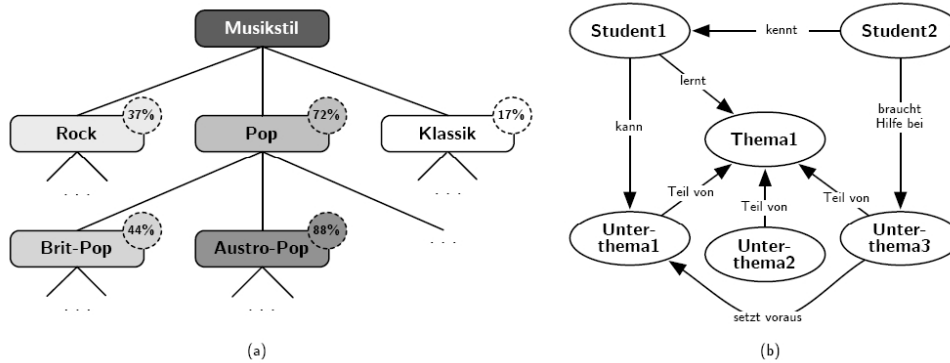 Musikstil
Rock
37%
Pop
72%
Klassik
17%
. . .
. . .
Brit-Pop
44%
Austro-Pop
88%
. . .
. . .
. . .
(a)
Student1
kennt
Student2
lernt
kann
braucht
Hilfe bei
Thema1
Teil von
Teil von
Teil von
Unter-
thema1
Unter-
thema2
Unter-
thema3
setzt voraus
(b)